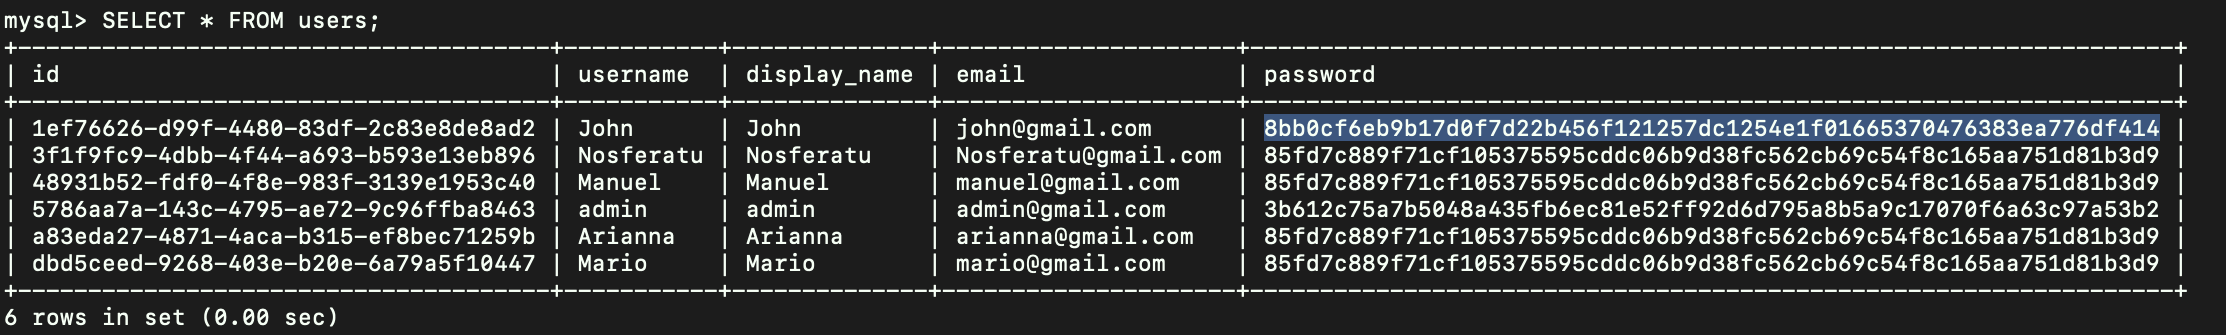 mysql> SELECT * FROM users;
+--------------------------------------+-----------+--------------+---------------------+------------------------------------------------------------------+
| id                                   | username  | display_name | email               | password                                                         |
+--------------------------------------+-----------+--------------+---------------------+------------------------------------------------------------------+
| 1ef76626-d99f-4480-83df-2c83e8de8ad2 | John      | John         | john@gmail.com      | 8bb0cf6eb9b17d0f7d22b456f121257dc1254e1f01665370476383ea776df414 |
| 3f1f9fc9-4dbb-4f44-a693-b593e13eb896 | Nosferatu | Nosferatu    | Nosferatu@gmail.com | 85fd7c889f71cf105375595cddc06b9d38fc562cb69c54f8c165aa751d81b3d9 |
| 48931b52-fdf0-4f8e-983f-3139e1953c40 | Manuel    | Manuel       | manuel@gmail.com    | 85fd7c889f71cf105375595cddc06b9d38fc562cb69c54f8c165aa751d81b3d9 |
| 5786aa7a-143c-4795-ae72-9c96ffba8463 | admin     | admin        | admin@gmail.com     | 3b612c75a7b5048a435fb6ec81e52ff92d6d795a8b5a9c17070f6a63c97a53b2 |
| a83eda27-4871-4aca-b315-ef8bec71259b | Arianna   | Arianna      | arianna@gmail.com   | 85fd7c889f71cf105375595cddc06b9d38fc562cb69c54f8c165aa751d81b3d9 |
| dbd5ceed-9268-403e-b20e-6a79a5f10447 | Mario     | Mario        | mario@gmail.com     | 85fd7c889f71cf105375595cddc06b9d38fc562cb69c54f8c165aa751d81b3d9 |
+--------------------------------------+-----------+--------------+---------------------+------------------------------------------------------------------+
6 rows in set (0.00 sec)